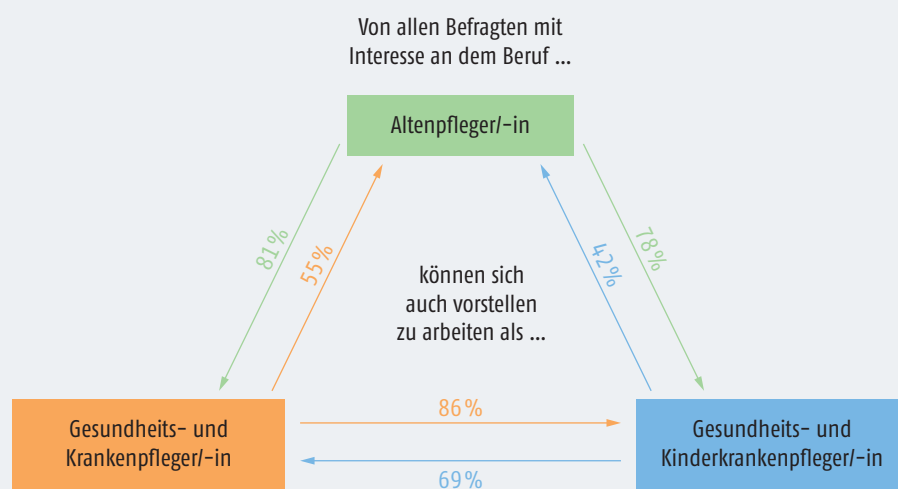 Von allen Befragten mit
Interesse an dem Beruf ...
Altenpfleger/-in
81%
55%
42%
78%
können sich
auch vorstellen
zu arbeiten als ...
Gesundheits- und
Krankenpfleger/-in
86%
69%
Gesundheits- und
Kinderkrankenpfleger/-in